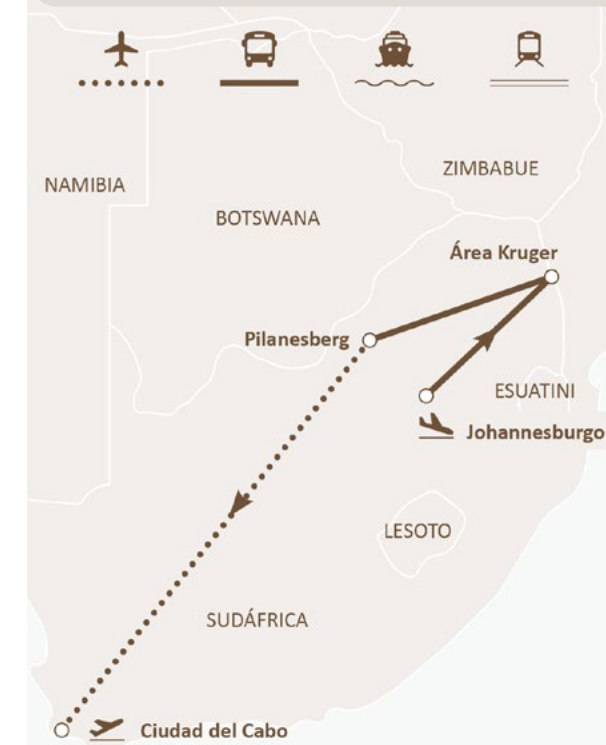 ZIMBABUE
NAMIBIA
BOTSWANA
Área Kruger
Pilanesberg
ESUATINI
Johannesburgo
LESOTO
SUDÁFRICA
Ciudad del Cabo